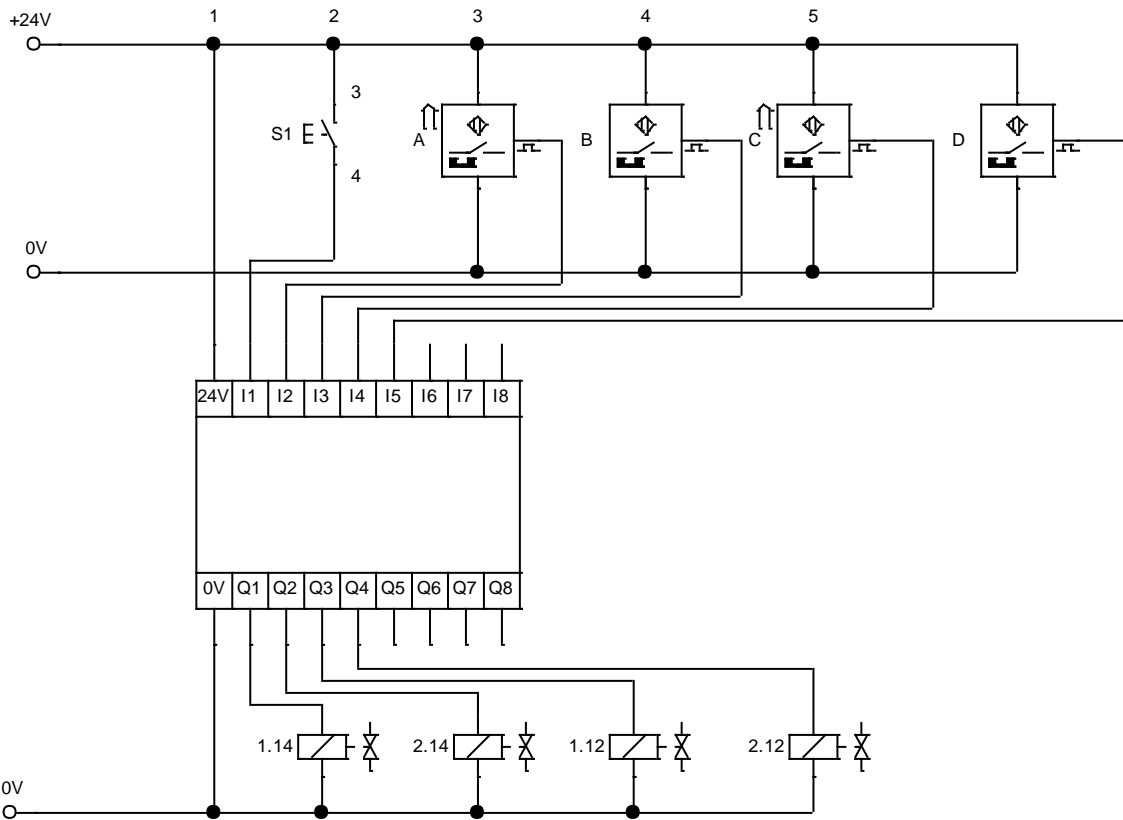 +24V 1 2 3 4 5
3
S1 A B C D
4
0V
24V I1 I2 I3 I4 I5 I6 I7 I8
0V Q1 Q2 Q3 Q4 Q5 Q6 Q7 Q8
1.14 2.14 1.12 2.12
0V